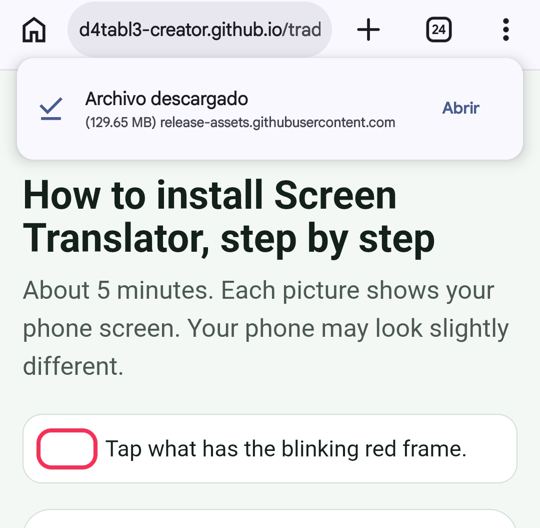 d4tabl3-creator.github.io/trad
24
Archivo descargado
(129.65 MB) release-assets.githubusercontent.com
Abrir
How to install Screen
Translator, step by step
About 5 minutes. Each picture shows your
phone screen. Your phone may look slightly
different.
Tap what has the blinking red frame.